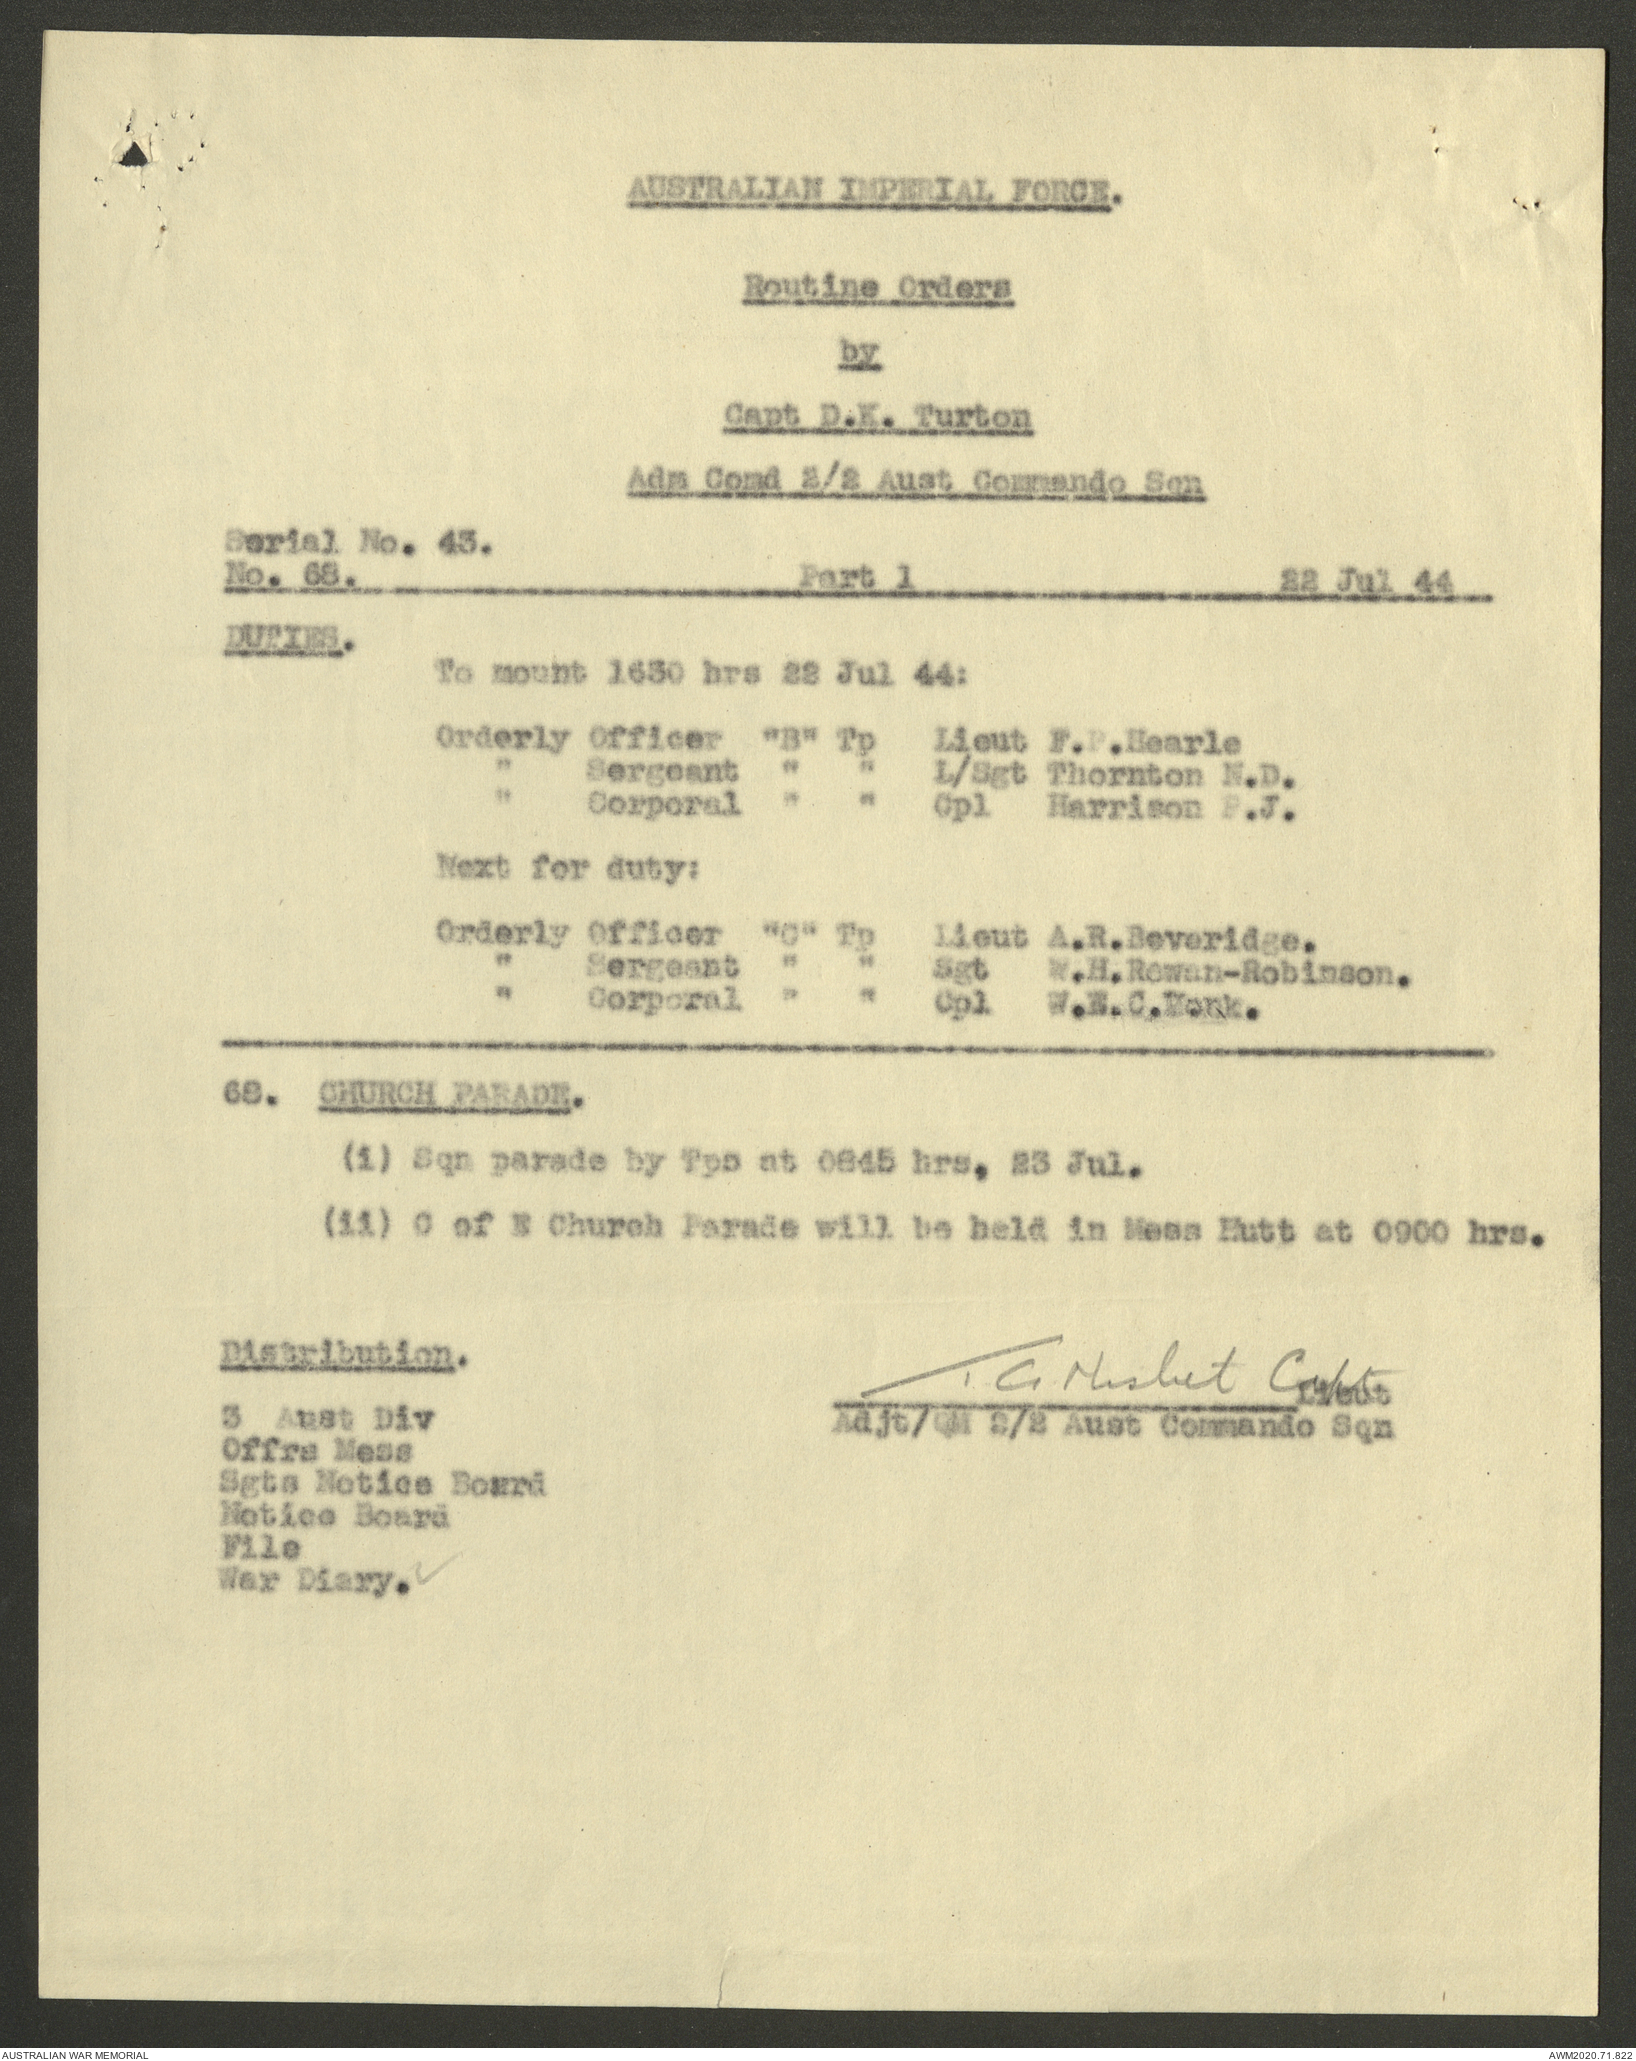 AUSTRALIAN IMPERIAL FORCE.
Routine Orders
by
Capt D.K. Turton
Adm Comd 2/2 Aust Commando Sqn
Serial No. 43.
No. 68. Part 1 22 Jul 44
DUTIES.
To mount 1630 hrs 22 Jul 44:
Orderly Officer "B" Tp Lieut F.P.Hearle
" Sergeant " " L/Sgt Thornton N.D.
" Corporal " " Cpl Harrison P.J.
Next for duty:
Orderly Officer "C" Tp Lieut A.R.Beveridge.
" Sergeant " " Sgt W.H.Rowan-Robinson.
" Corporal " " Cpl W.E.C.Monk.
68. CHURCH PARADE.
(i) Sqn parade by Tps at 0845 hrs, 23 Jul.
(ii) C of E Church Parade will be held in Mess Hutt at 0900 hrs.
Distribution.
Nisbet Capt
Lieut
Adjt/QM 2/2 Aust Commando Sqn
3 Aust Div
Offrs Mess
Sgts Notice Board
Notice Board
File
War Diary.
AUSTRALIAN WAR MEMORIAL
AWM2020.71.822